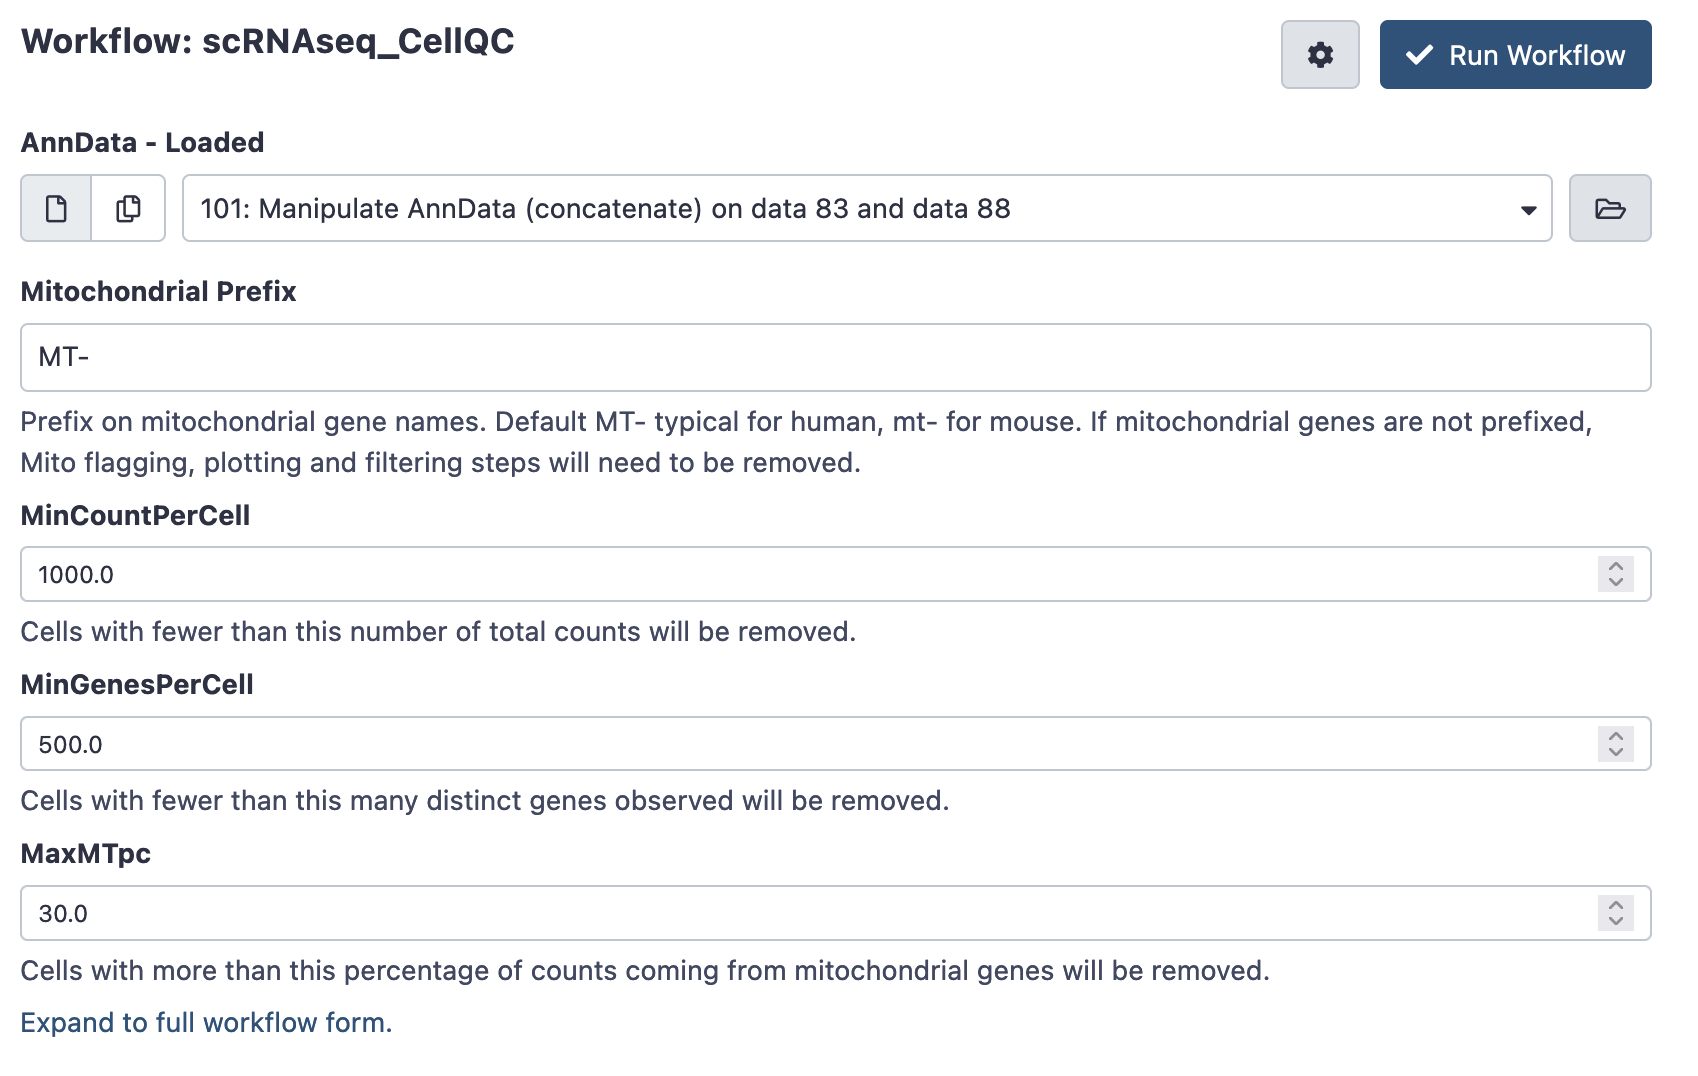 Workflow: scRNAseq_CellQC
Run Workflow
AnnData - Loaded
101: Manipulate AnnData (concatenate) on data 83 and data 88
Mitochondrial Prefix
MT-
Prefix on mitochondrial gene names. Default MT- typical for human, mt- for mouse. If mitochondrial genes are not prefixed,
Mito flagging, plotting and filtering steps will need to be removed.
MinCountPerCell
1000.0
Cells with fewer than this number of total counts will be removed.
MinGenesPerCell
500.0
Cells with fewer than this many distinct genes observed will be removed.
MaxMTpc
30.0
Cells with more than this percentage of counts coming from mitochondrial genes will be removed.
Expand to full workflow form.